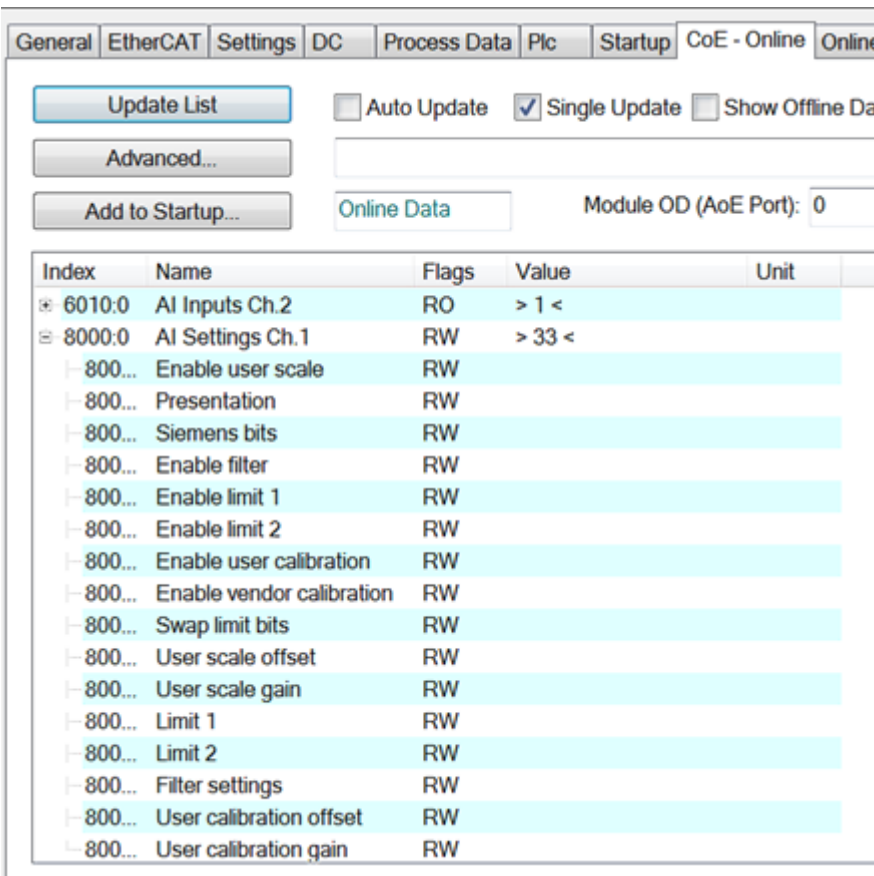 General EtherCAT Settings DC Process Data Plc Startup CoE - Online Online
Update List Auto Update Single Update Show Offline Da
Advanced...
Add to Startup... Online Data Module OD (AoE Port): 0
Index Name Flags Value Unit
6010:0 AI Inputs Ch.2 RO > 1 <
8000:0 AI Settings Ch.1 RW > 33 <
800... Enable user scale RW
800... Presentation RW
800... Siemens bits RW
800... Enable filter RW
800... Enable limit 1 RW
800... Enable limit 2 RW
800... Enable user calibration RW
800... Enable vendor calibration RW
800... Swap limit bits RW
800... User scale offset RW
800... User scale gain RW
800... Limit 1 RW
800... Limit 2 RW
800... Filter settings RW
800... User calibration offset RW
800... User calibration gain RW